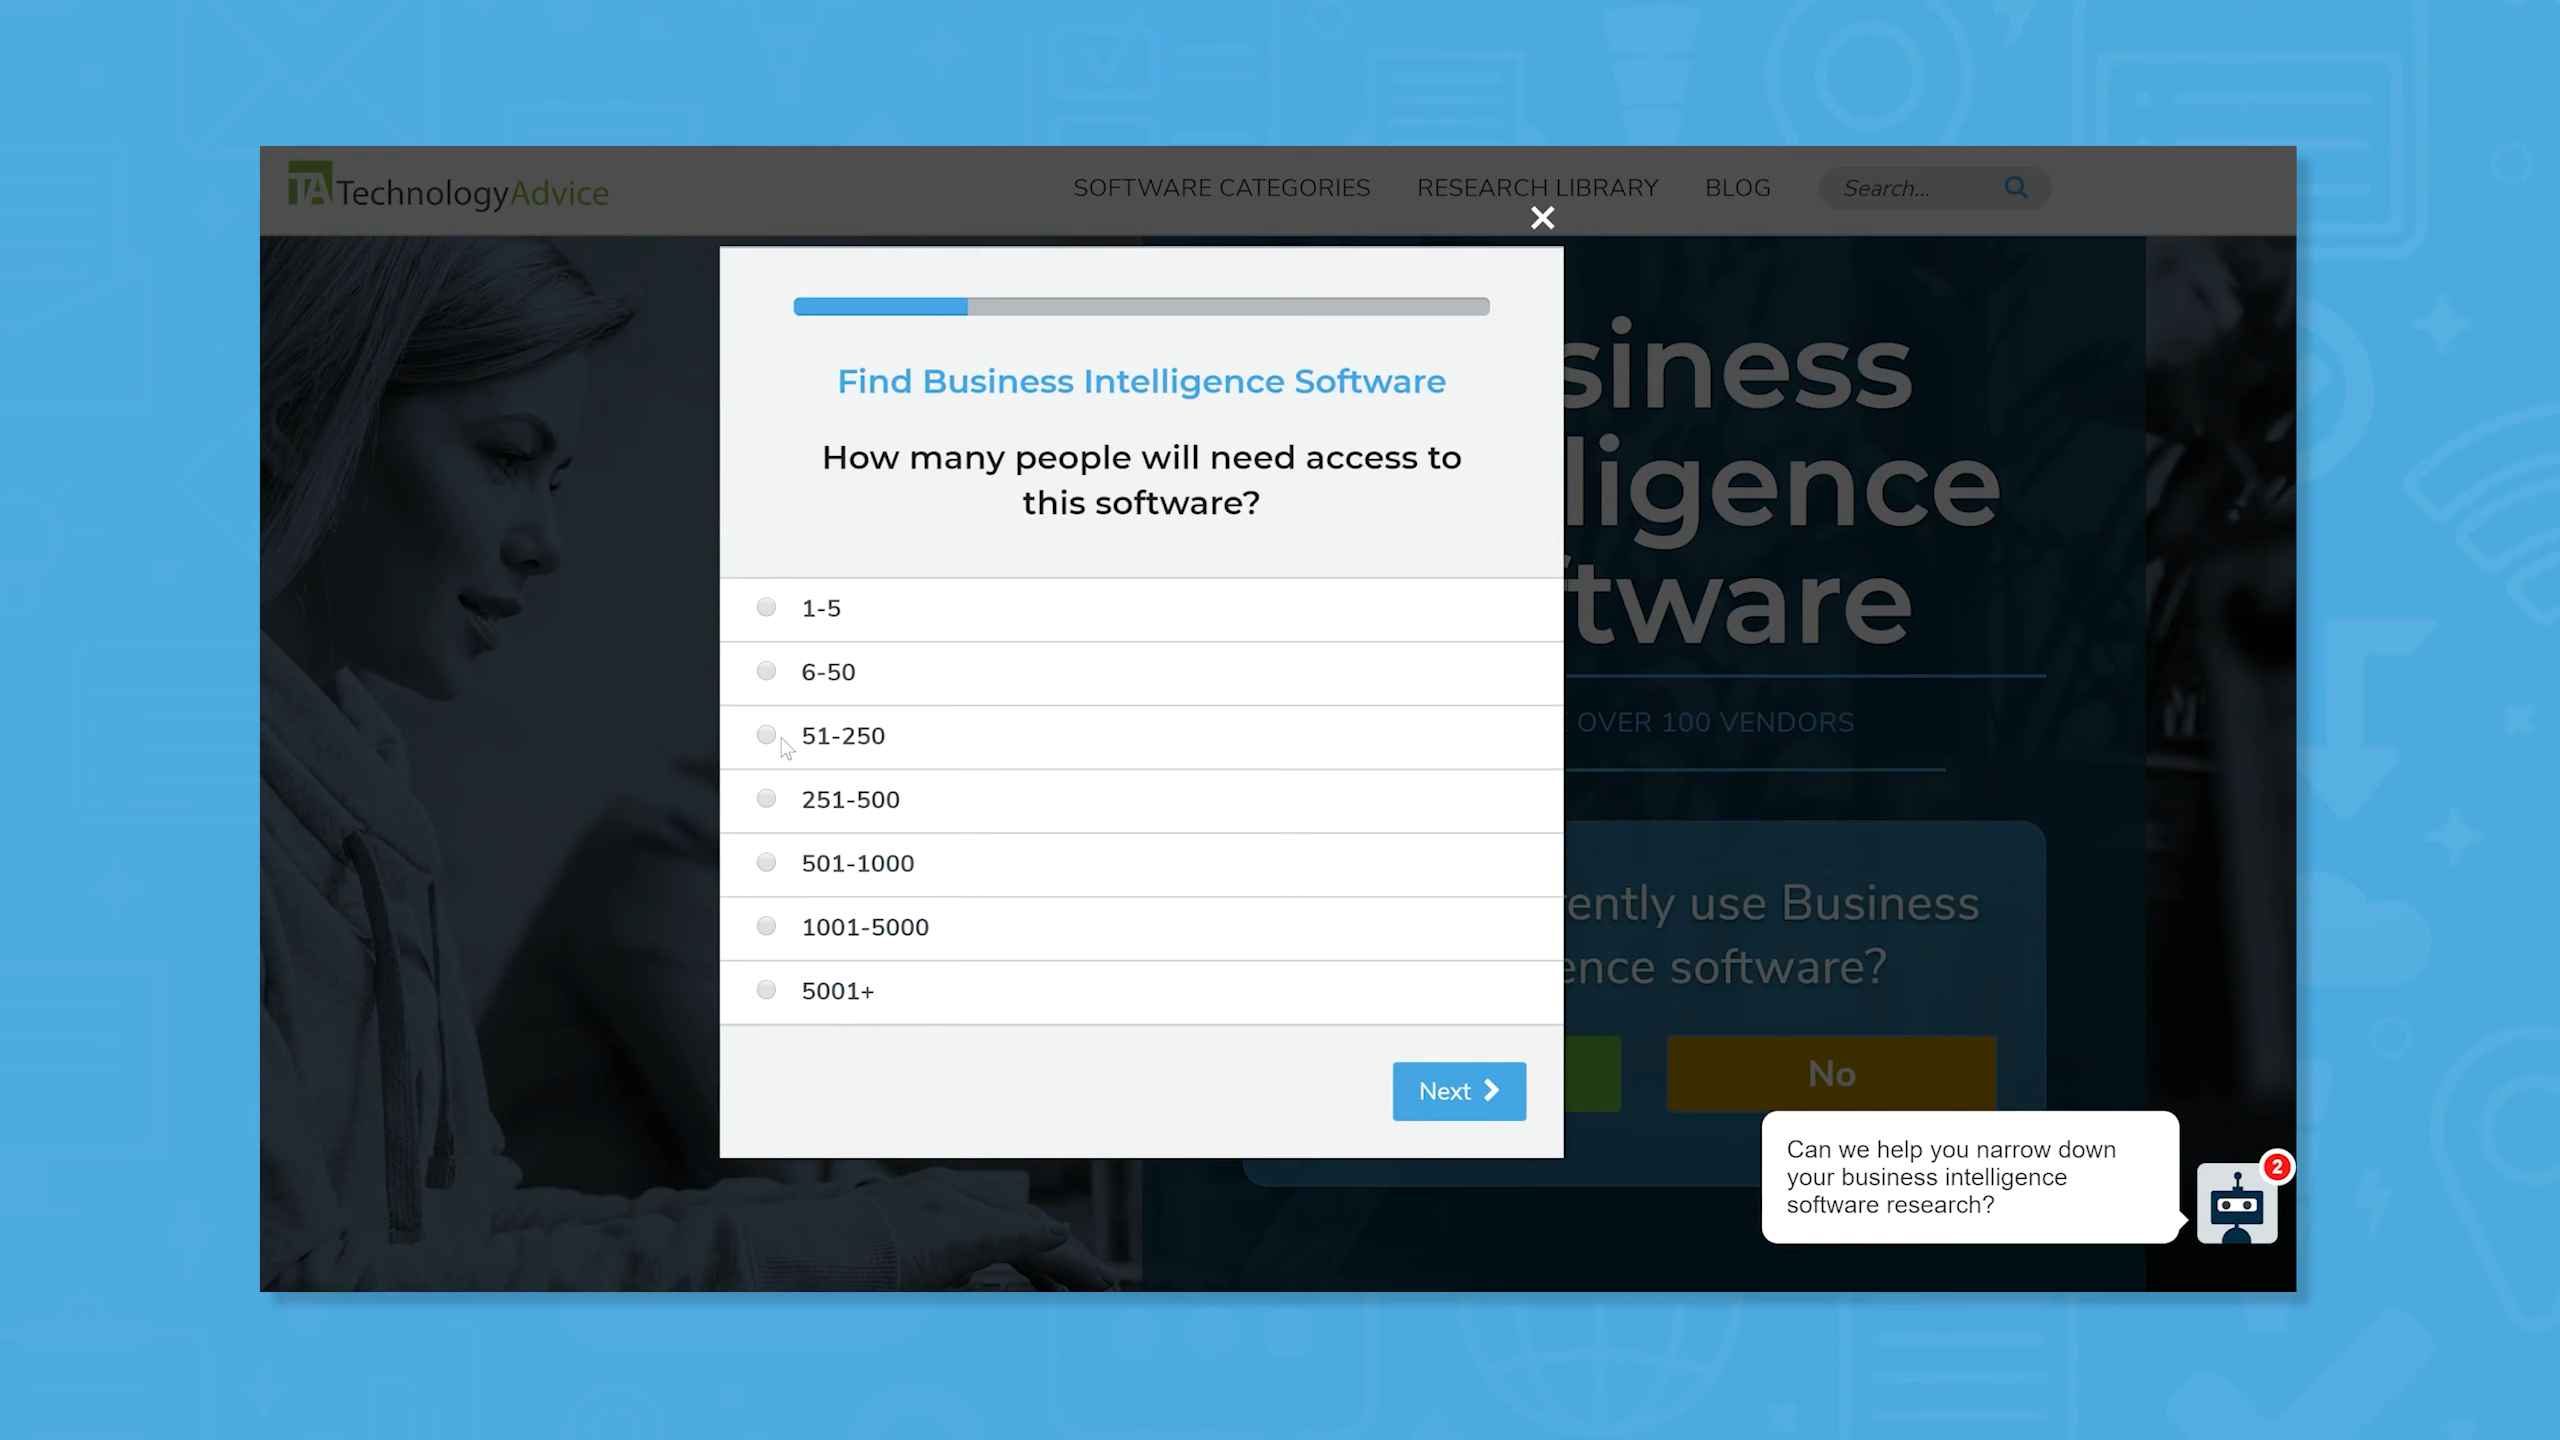 TA TechnologyAdvice
SOFTWARE CATEGORIES
RESEARCH LIBRARY
BLOG
Search...
Find Business Intelligence Software
How many people will need access to
this software?
1-5
6-50
51-250
251-500
501-1000
1001-5000
5001+
Next
siness
ligence
tware
OVER 100 VENDORS
ently use Business
ence software?
No
Can we help you narrow down
your business intelligence
software research?
2